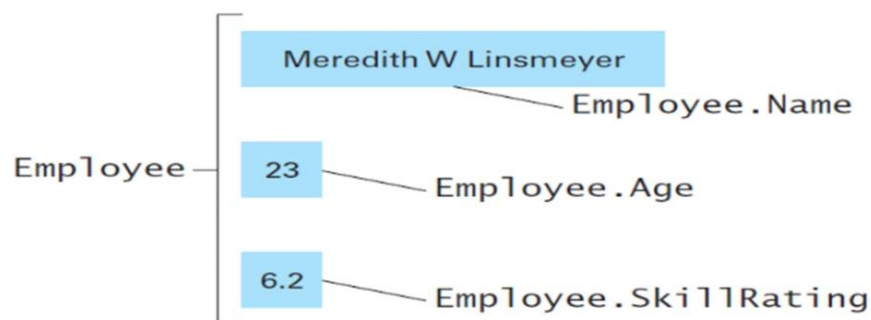 Meredith W Linsmeyer
Employee.Name
Employee
23
Employee.Age
6.2
Employee.SkillRating